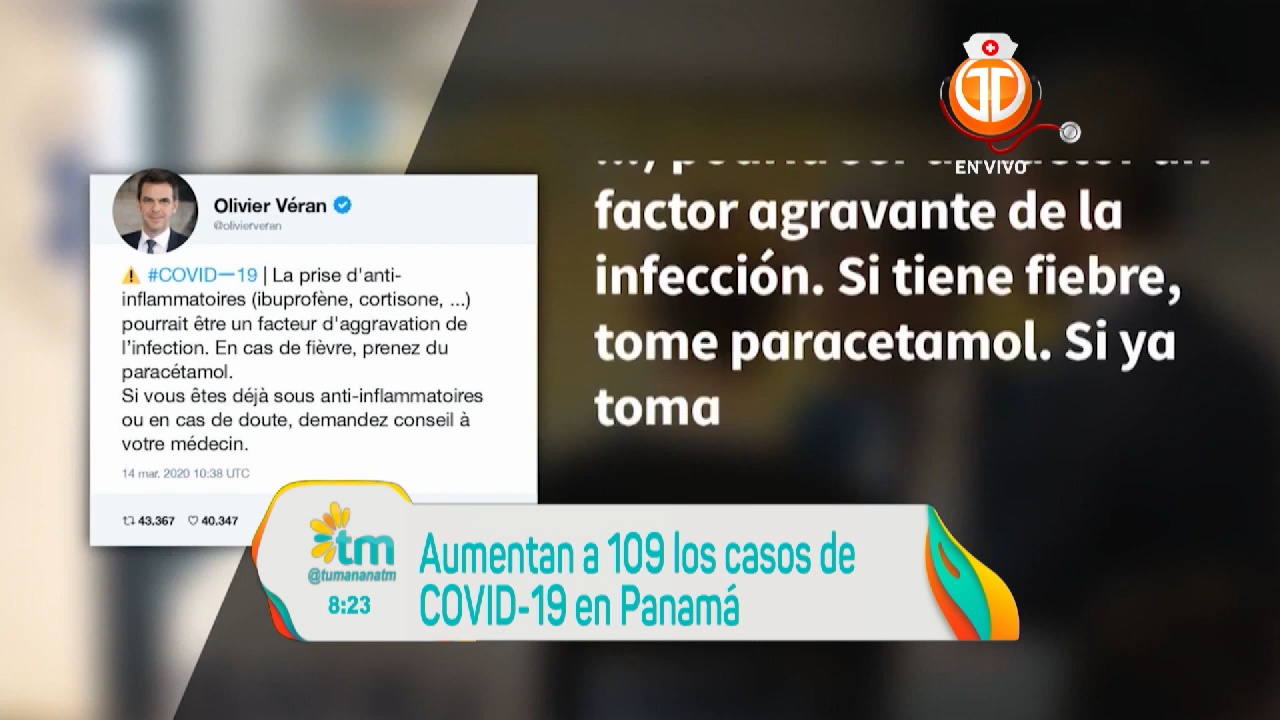 EN VIVO
Olivier Véran
@olivierveran
⚠ #COVID—19 | La prise d'anti-
inflammatoires (ibuprofène, cortisone, ...)
pourrait être un facteur d'aggravation de
l'infection. En cas de fièvre, prenez du
paracétamol.
Si vous êtes déjà sous anti-inflammatoires
ou en cas de doute, demandez conseil à
votre médecin.
14 mar. 2020 10:38 UTC
43.367 40.347
factor agravante de la
infección. Si tiene fiebre,
tome paracetamol. Si ya
toma
tm
@tumananatm
8:23
Aumentan a 109 los casos de
COVID-19 en Panamá